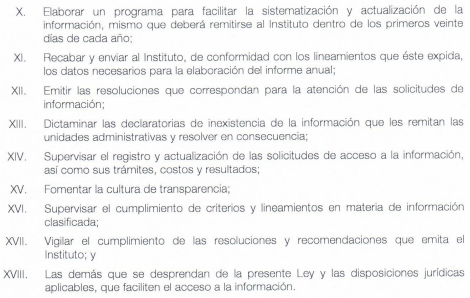 X. Elaborar un programa para facilitar la sistematización y actualización de la
información, mismo que deberá remitirse al Instituto dentro de los primeros veinte
días de cada año;
XI. Recabar y enviar al Instituto, de conformidad con los lineamientos que éste expida,
los datos necesarios para la elaboración del informe anual;
XII. Emitir las resoluciones que correspondan para la atención de las solicitudes de
información;
XIII. Dictaminar las declaratorias de inexistencia de la información que les remitan las
unidades administrativas y resolver en consecuencia;
XIV. Supervisar el registro y actualización de las solicitudes de acceso a la información,
así como sus trámites, costos y resultados;
XV. Fomentar la cultura de transparencia;
XVI. Supervisar el cumplimiento de criterios y lineamientos en materia de información
clasificada;
XVII. Vigilar el cumplimiento de las resoluciones y recomendaciones que emita el
Instituto; y
XVIII. Las demás que se desprendan de la presente Ley y las disposiciones jurídicas
aplicables, que faciliten el acceso a la información.